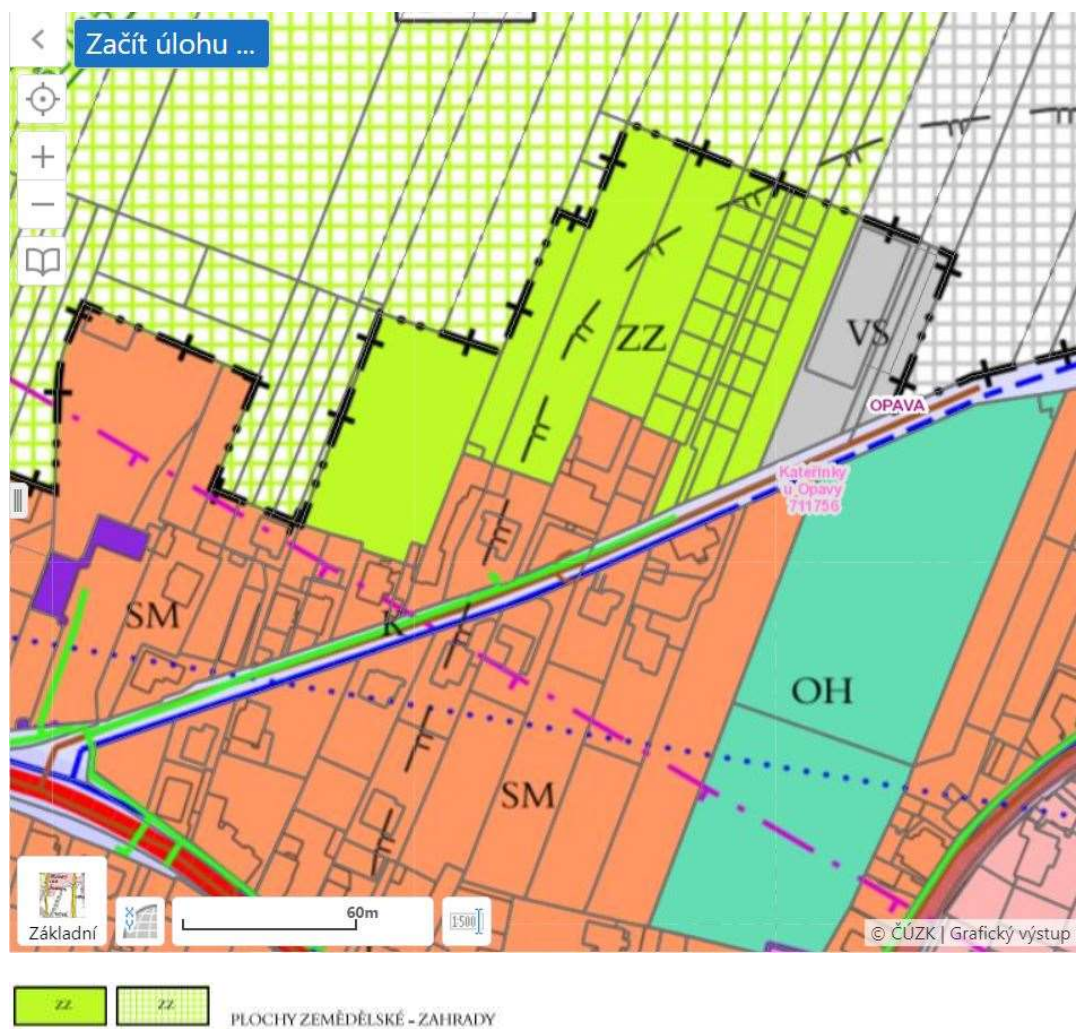 Začít úlohu ...
ZZ
VS
OPAVA
Kateřinky
u Opavy
711756
SM
K
OH
SM
60m
1:500
Základní
© ČÚZK | Grafický výstup
ZZ
ZZ
PLOCHY ZEMĚDĚLSKÉ - ZAHRADY